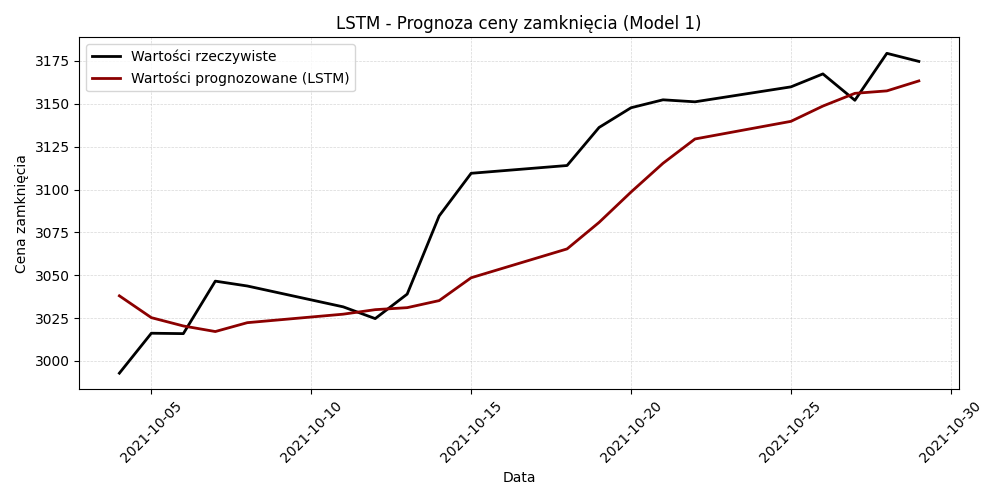 LSTM - Prognoza ceny zamknięcia (Model 1)
Wartości rzeczywiste
Wartości prognozowane (LSTM)
Cena zamknięcia
3175
3150
3125
3100
3075
3050
3025
3000
2021-10-05
2021-10-10
2021-10-15
2021-10-20
2021-10-25
2021-10-30
Data